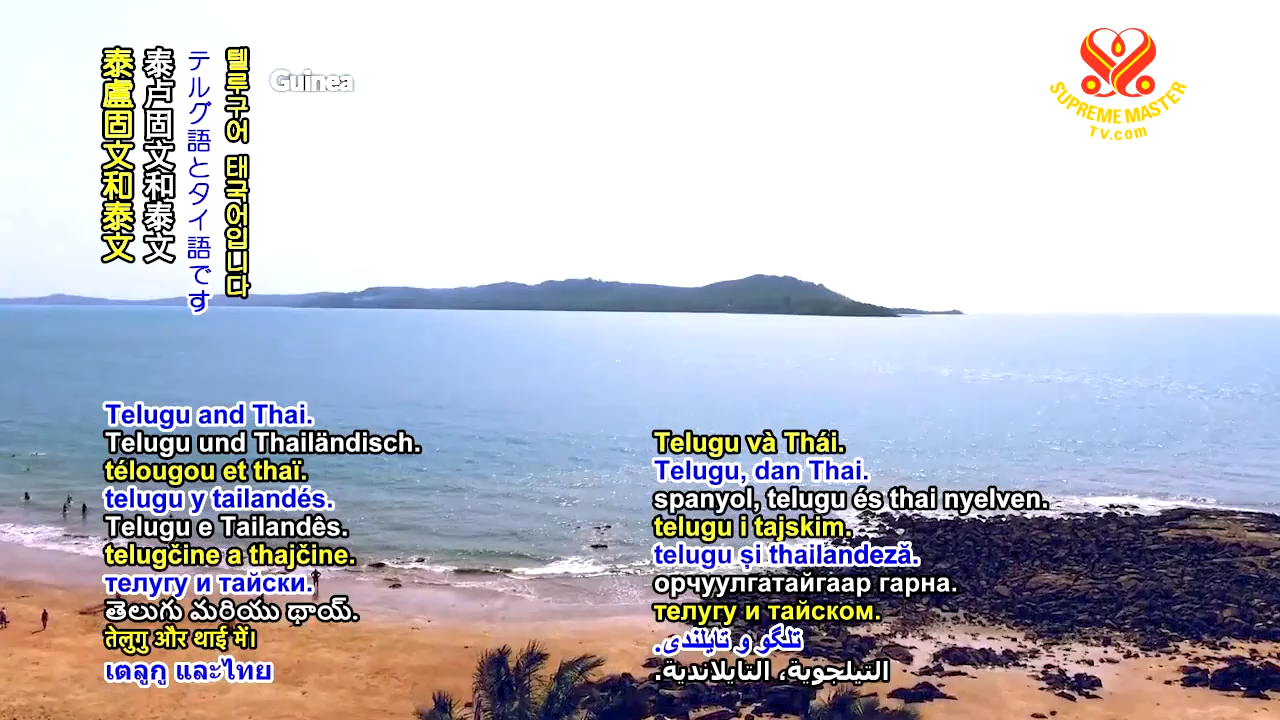 泰盧固文和泰文
泰卢固文和泰文
テルグ語とタイ語です
텔루구어 태국어입니다
Guinea
SUPREME MASTER
TV.com
Telugu and Thai.
Telugu und Thailändisch.
télougou et thaï.
telugu y tailandés.
Telugu e Tailandês.
telugčine a thajčine.
телугу и тайски.
తెలుగు మరియు థాయ్.
तेलुगु और थाई में।
เตลูกู และไทย
Telugu và Thái.
Telugu, dan Thai.
spanyol, telugu és thai nyelven.
telugu i tajskim.
telugu și thailandeză.
орчуулгатайгаар гарна.
телугу и тайском.
تلگو و تایلندی.
التيلجوية، التايلاندية.